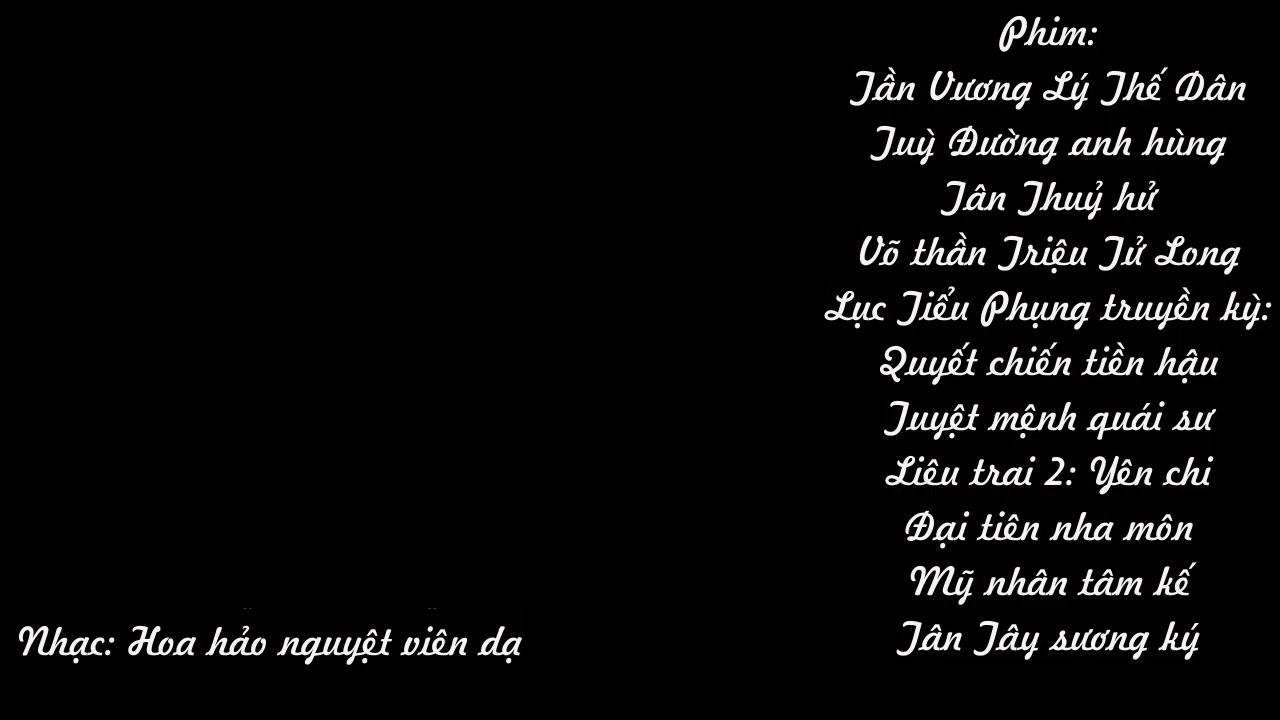 Phim:
Tần Vương Lý Thế Dân
Tuỳ Đường anh hùng
Tân Thuỷ hử
Võ thần Triệu Tử Long
Lục Tiểu Phụng truyền kỳ:
Quyết chiến tiền hậu
Tuyệt mệnh quái sư
Liêu trai 2: Yên chi
Đại tiên nha môn
Mỹ nhân tâm kế
Tân Tây sương ký
Nhạc: Hoa hảo nguyệt viên dạ